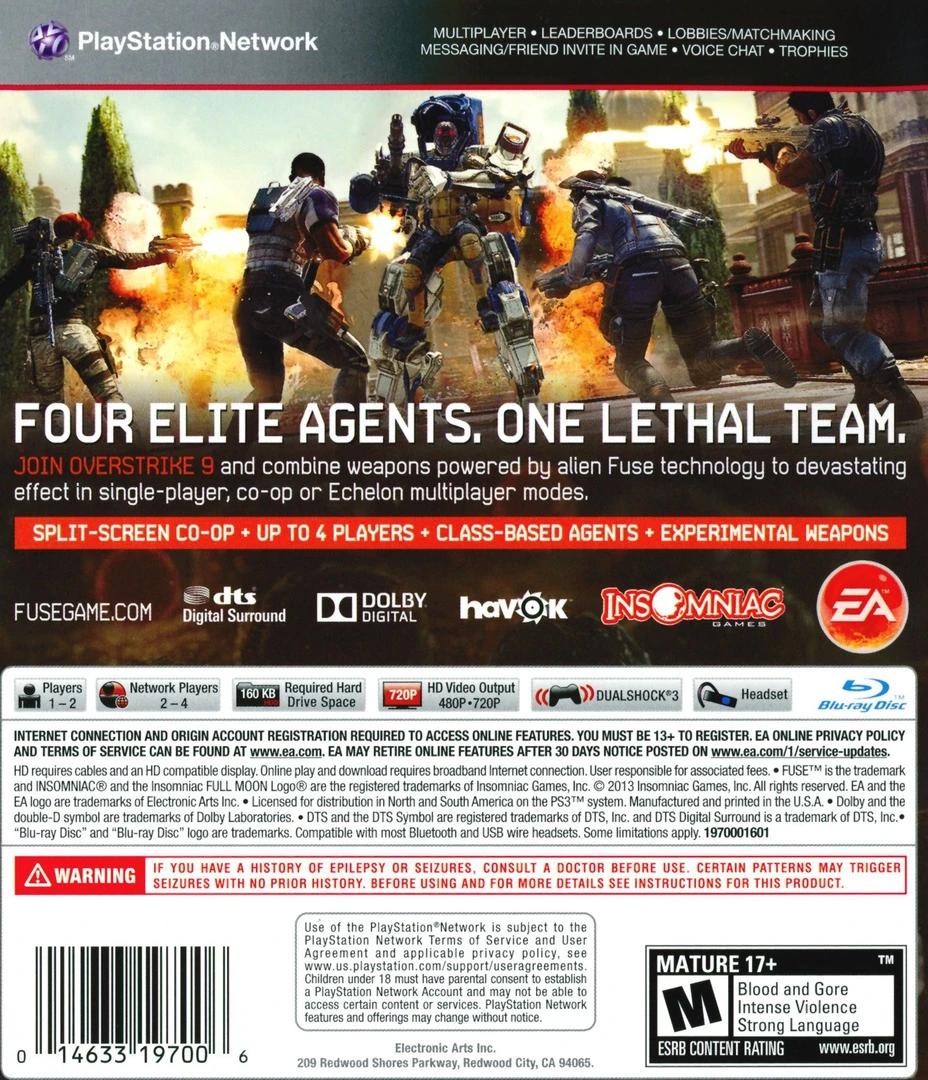 PlayStation®Network
SM
MULTIPLAYER • LEADERBOARDS • LOBBIES/MATCHMAKING
MESSAGING/FRIEND INVITE IN GAME • VOICE CHAT • TROPHIES
FOUR ELITE AGENTS. ONE LETHAL TEAM.
JOIN OVERSTRIKE 9 and combine weapons powered by alien Fuse technology to devastating
effect in single-player, co-op or Echelon multiplayer modes.
SPLIT-SCREEN CO-OP + UP TO 4 PLAYERS + CLASS-BASED AGENTS + EXPERIMENTAL WEAPONS
FUSEGAME.COM
dts
Digital Surround
DOLBY
DIGITAL
havok
INSOMNIAC
GAMES
EA
Players
1 – 2
Network Players
2 – 4
160 KB
Required Hard
Drive Space
720P
HD Video Output
480P•720P
DUALSHOCK®3
Headset
Blu-ray Disc™
INTERNET CONNECTION AND ORIGIN ACCOUNT REGISTRATION REQUIRED TO ACCESS ONLINE FEATURES. YOU MUST BE 13+ TO REGISTER. EA ONLINE PRIVACY POLICY
AND TERMS OF SERVICE CAN BE FOUND AT www.ea.com. EA MAY RETIRE ONLINE FEATURES AFTER 30 DAYS NOTICE POSTED ON www.ea.com/1/service-updates.
HD requires cables and an HD compatible display. Online play and download requires broadband Internet connection. User responsible for associated fees. • FUSE™ is the trademark
and INSOMNIAC® and the Insomniac FULL MOON Logo® are the registered trademarks of Insomniac Games, Inc. © 2013 Insomniac Games, Inc. All rights reserved. EA and the
EA logo are trademarks of Electronic Arts Inc. • Licensed for distribution in North and South America on the PS3™ system. Manufactured and printed in the U.S.A. • Dolby and the
double-D symbol are trademarks of Dolby Laboratories. • DTS and the DTS Symbol are registered trademarks of DTS, Inc. and DTS Digital Surround is a trademark of DTS, Inc.•
“Blu-ray Disc” and “Blu-ray Disc” logo are trademarks. Compatible with most Bluetooth and USB wire headsets. Some limitations apply. 1970001601
WARNING
IF YOU HAVE A HISTORY OF EPILEPSY OR SEIZURES, CONSULT A DOCTOR BEFORE USE. CERTAIN PATTERNS MAY TRIGGER
SEIZURES WITH NO PRIOR HISTORY. BEFORE USING AND FOR MORE DETAILS SEE INSTRUCTIONS FOR THIS PRODUCT.
Use of the PlayStation®Network is subject to the
PlayStation Network Terms of Service and User
Agreement and applicable privacy policy, see
www.us.playstation.com/support/useragreements.
Children under 18 must have parental consent to establish
a PlayStation Network Account and may not be able to
access certain content or services. PlayStation Network
features and offerings may change without notice.
Electronic Arts Inc.
209 Redwood Shores Parkway, Redwood City, CA 94065.
0 14633 19700 6
MATURE 17+ ™
M
Blood and Gore
Intense Violence
Strong Language
ESRB CONTENT RATING www.esrb.org